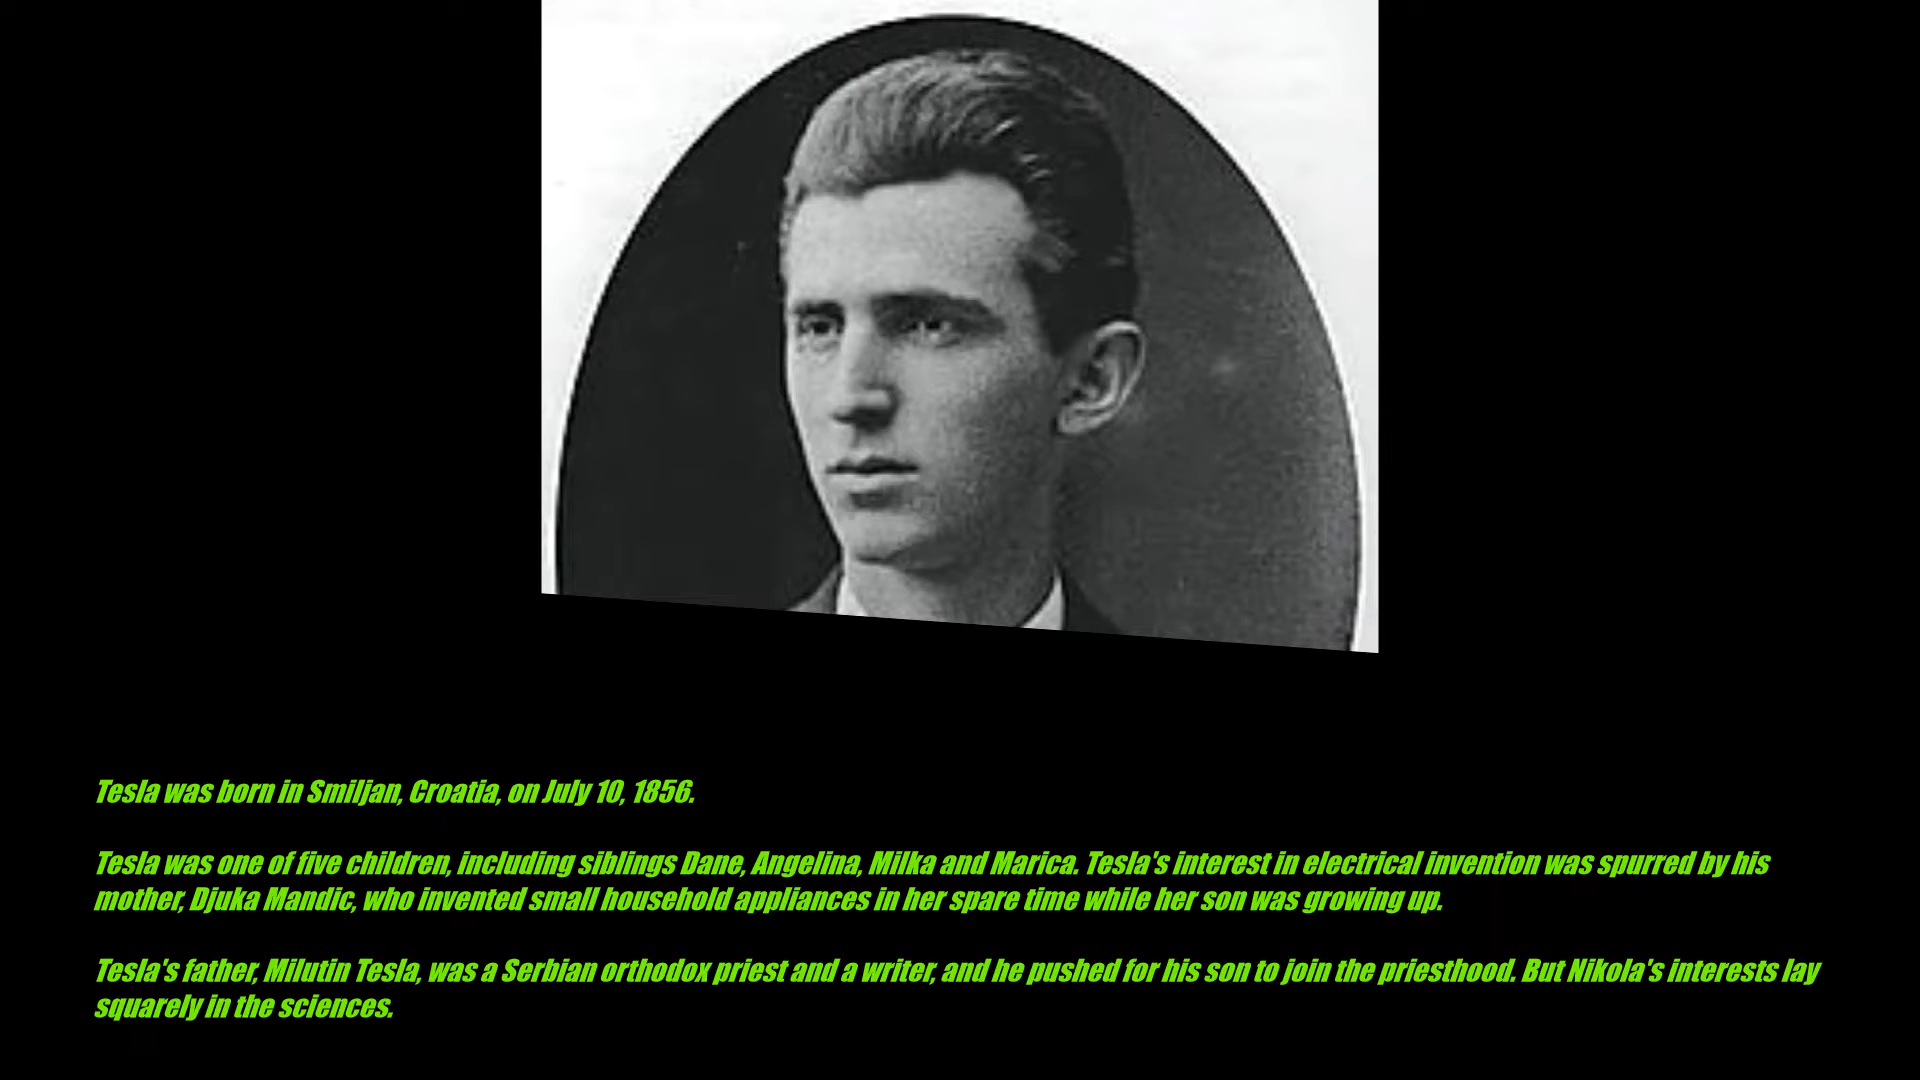 Tesla was born in Smiljan, Croatia, on July 10, 1856.
Tesla was one of five children, including siblings Dane, Angelina, Milka and Marica. Tesla's interest in electrical invention was spurred by his
mother, Djuka Mandic, who invented small household appliances in her spare time while her son was growing up.
Tesla's father, Milutin Tesla, was a Serbian orthodox priest and a writer, and he pushed for his son to join the priesthood. But Nikola's interests lay
squarely in the sciences.